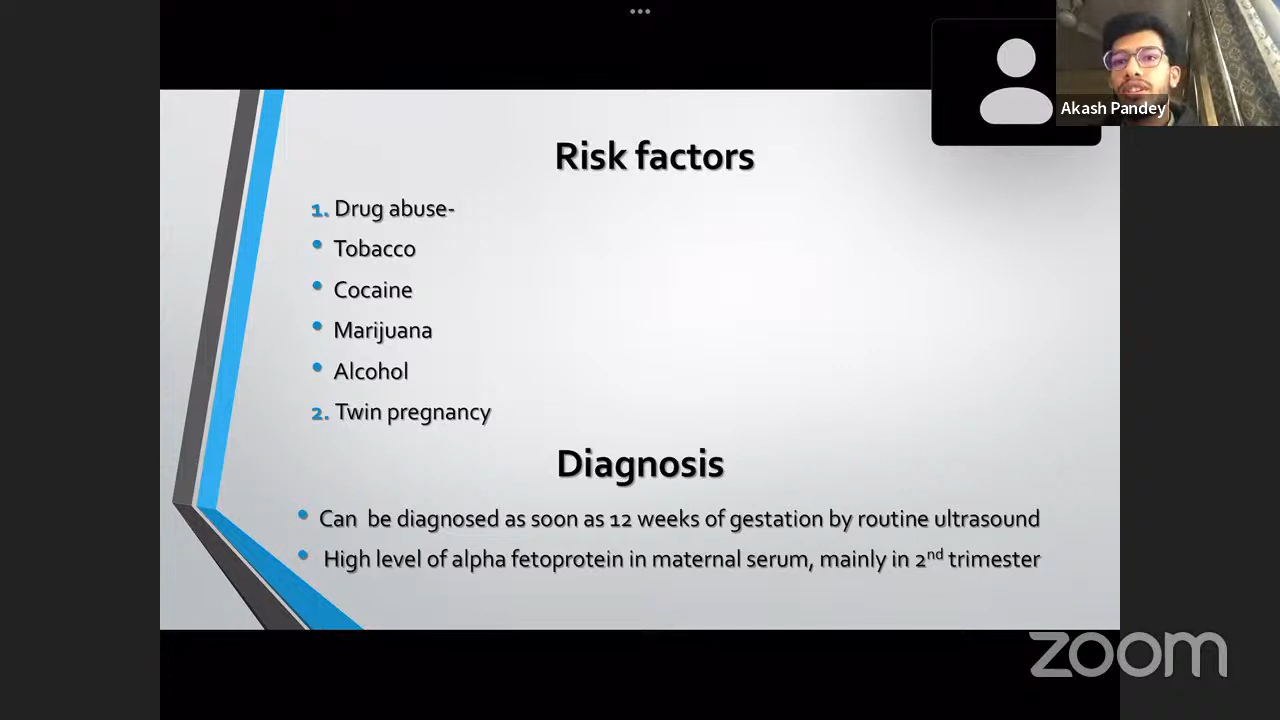 Akash Pandey
Risk factors
1. Drug abuse-
• Tobacco
• Cocaine
• Marijuana
• Alcohol
2. Twin pregnancy
Diagnosis
• Can be diagnosed as soon as 12 weeks of gestation by routine ultrasound
• High level of alpha fetoprotein in maternal serum, mainly in 2nd trimester
zoom